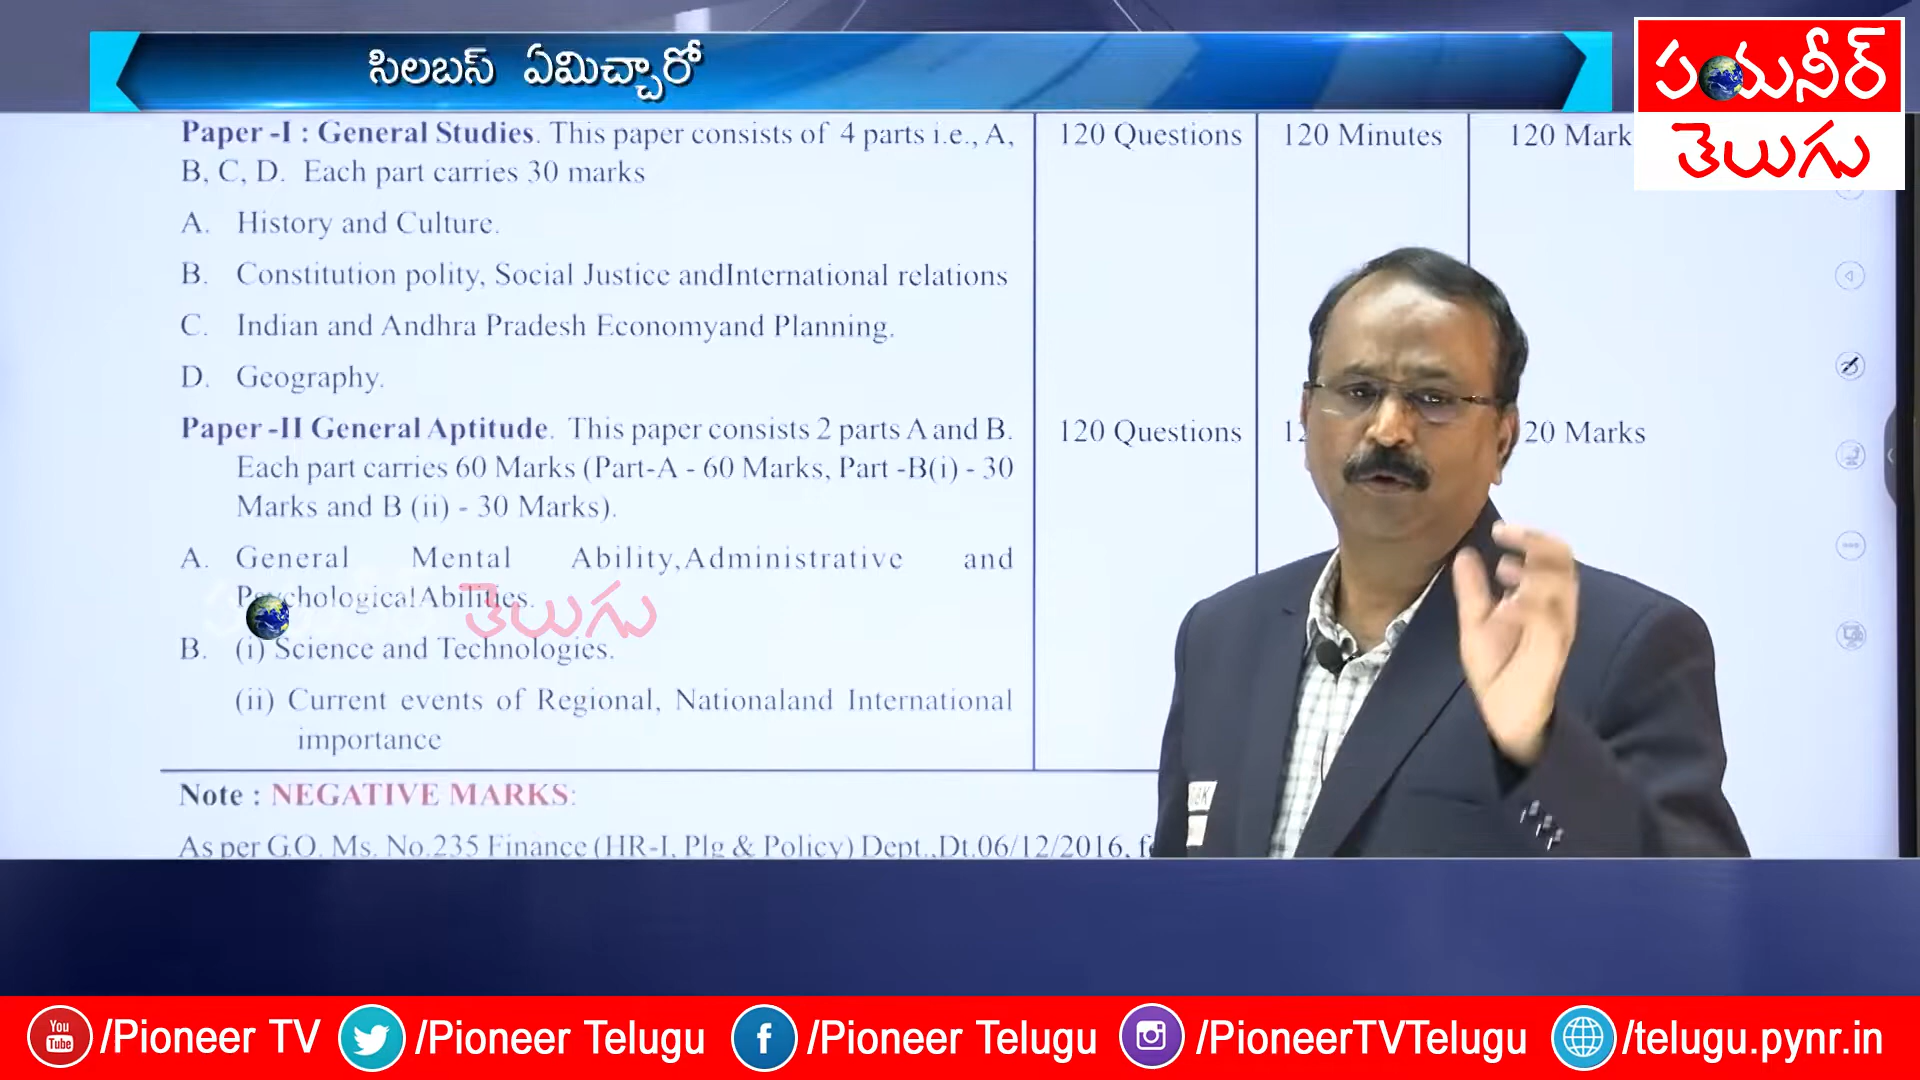 సిలబస్ ఏమిచ్చారో
పయనీర్
తెలుగు
Paper -I : General Studies. This paper consists of 4 parts i.e., A, 120 Questions 120 Minutes 120 Mark
B, C, D. Each part carries 30 marks
A. History and Culture.
B. Constitution polity, Social Justice andInternational relations
C. Indian and Andhra Pradesh Economyand Planning.
D. Geography.
Paper -II General Aptitude. This paper consists 2 parts A and B. 120 Questions 12 20 Marks
Each part carries 60 Marks (Part-A - 60 Marks, Part -B(i) - 30
Marks and B (ii) - 30 Marks).
A. General Mental Ability,Administrative and
PsychologicalAbilities.
తెలుగు
B. (i) Science and Technologies.
(ii) Current events of Regional, Nationaland International
importance
Note : NEGATIVE MARKS:
As per G.O. Ms. No.235 Finance (HR-I, Plg & Policy) Dept.,Dt.06/12/2016, f
You Tube /Pioneer TV /Pioneer Telugu f /Pioneer Telugu /PioneerTVTelugu /telugu.pynr.in